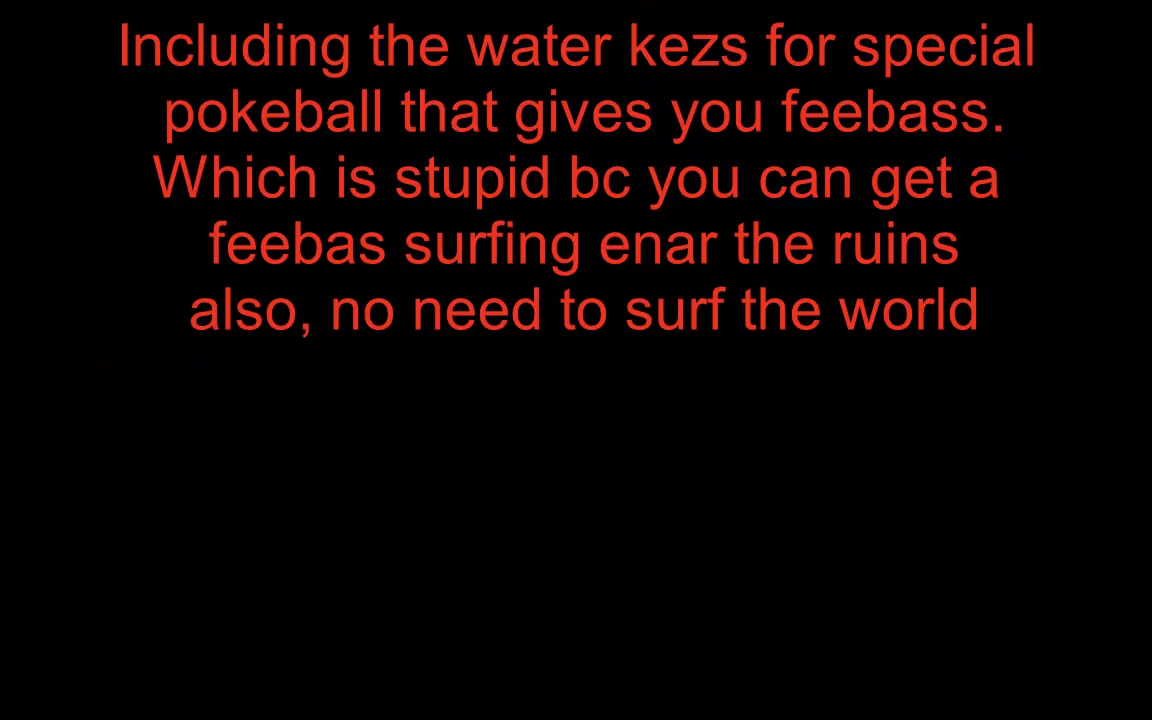 Including the water kezs for special
pokeball that gives you feebass.
Which is stupid bc you can get a
feebas surfing enar the ruins
also, no need to surf the world